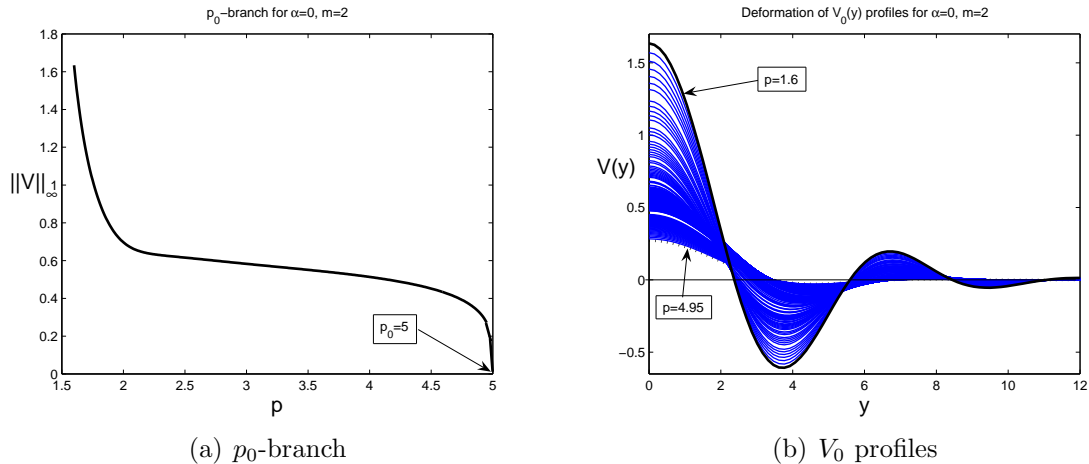 p₀−branch for α=0, m=2
||V||∞
1.8
1.6
1.4
1.2
1
0.8
0.6
0.4
0.2
0
p₀=5
1.5 2 2.5 3 3.5 4 4.5 5
p
(a) p₀-branch
Deformation of V₀(y) profiles for α=0, m=2
V(y)
1.5
1
0.5
0
−0.5
p=1.6
p=4.95
0 2 4 6 8 10 12
y
(b) V₀ profiles